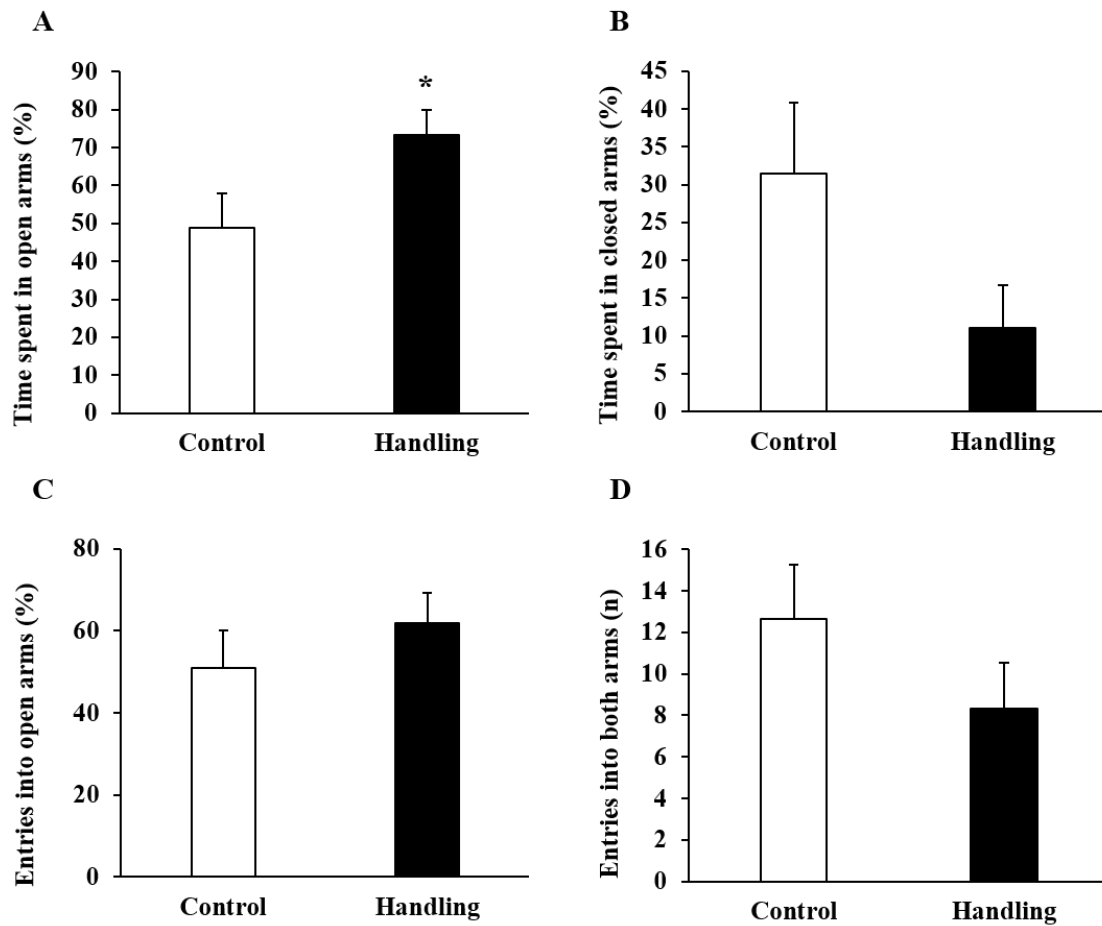 A
Time spent in open arms (%)
90
80
70
60
50
40
30
20
10
0
*
Control
Handling
B
Time spent in closed arms (%)
45
40
35
30
25
20
15
10
5
0
Control
Handling
C
Entries into open arms (%)
80
60
40
20
0
Control
Handling
D
Entries into both arms (n)
16
14
12
10
8
6
4
2
0
Control
Handling